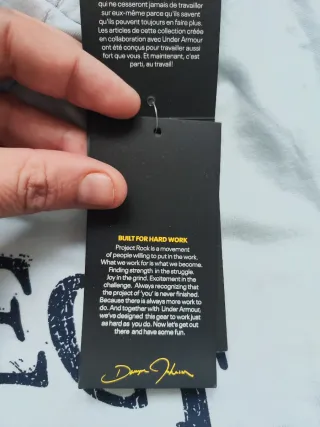 qui ne cesseront jamais de travailler
sur eux-même parce qu'ils savent
qu'ils peuvent toujours en faire plus.
Les articles de cette collection créée
en collaboration avec Under Armour
ont été conçus pour travailler aussi
fort que vous. Et maintenant, c'est
parti, au travail!
BUILT FOR HARD WORK
Project Rock is a movement
of people willing to put in the work.
What we work for is what we become.
Finding strength in the struggle.
Joy in the grind. Excitement in the
challenge. Always recognizing that
the project of 'you' is never finished.
Because there is always more work to
do. And together with Under Armour,
we've designed this gear to work just
as hard as you do. Now let's get out
there and have some fun.
Dwayne Johnson